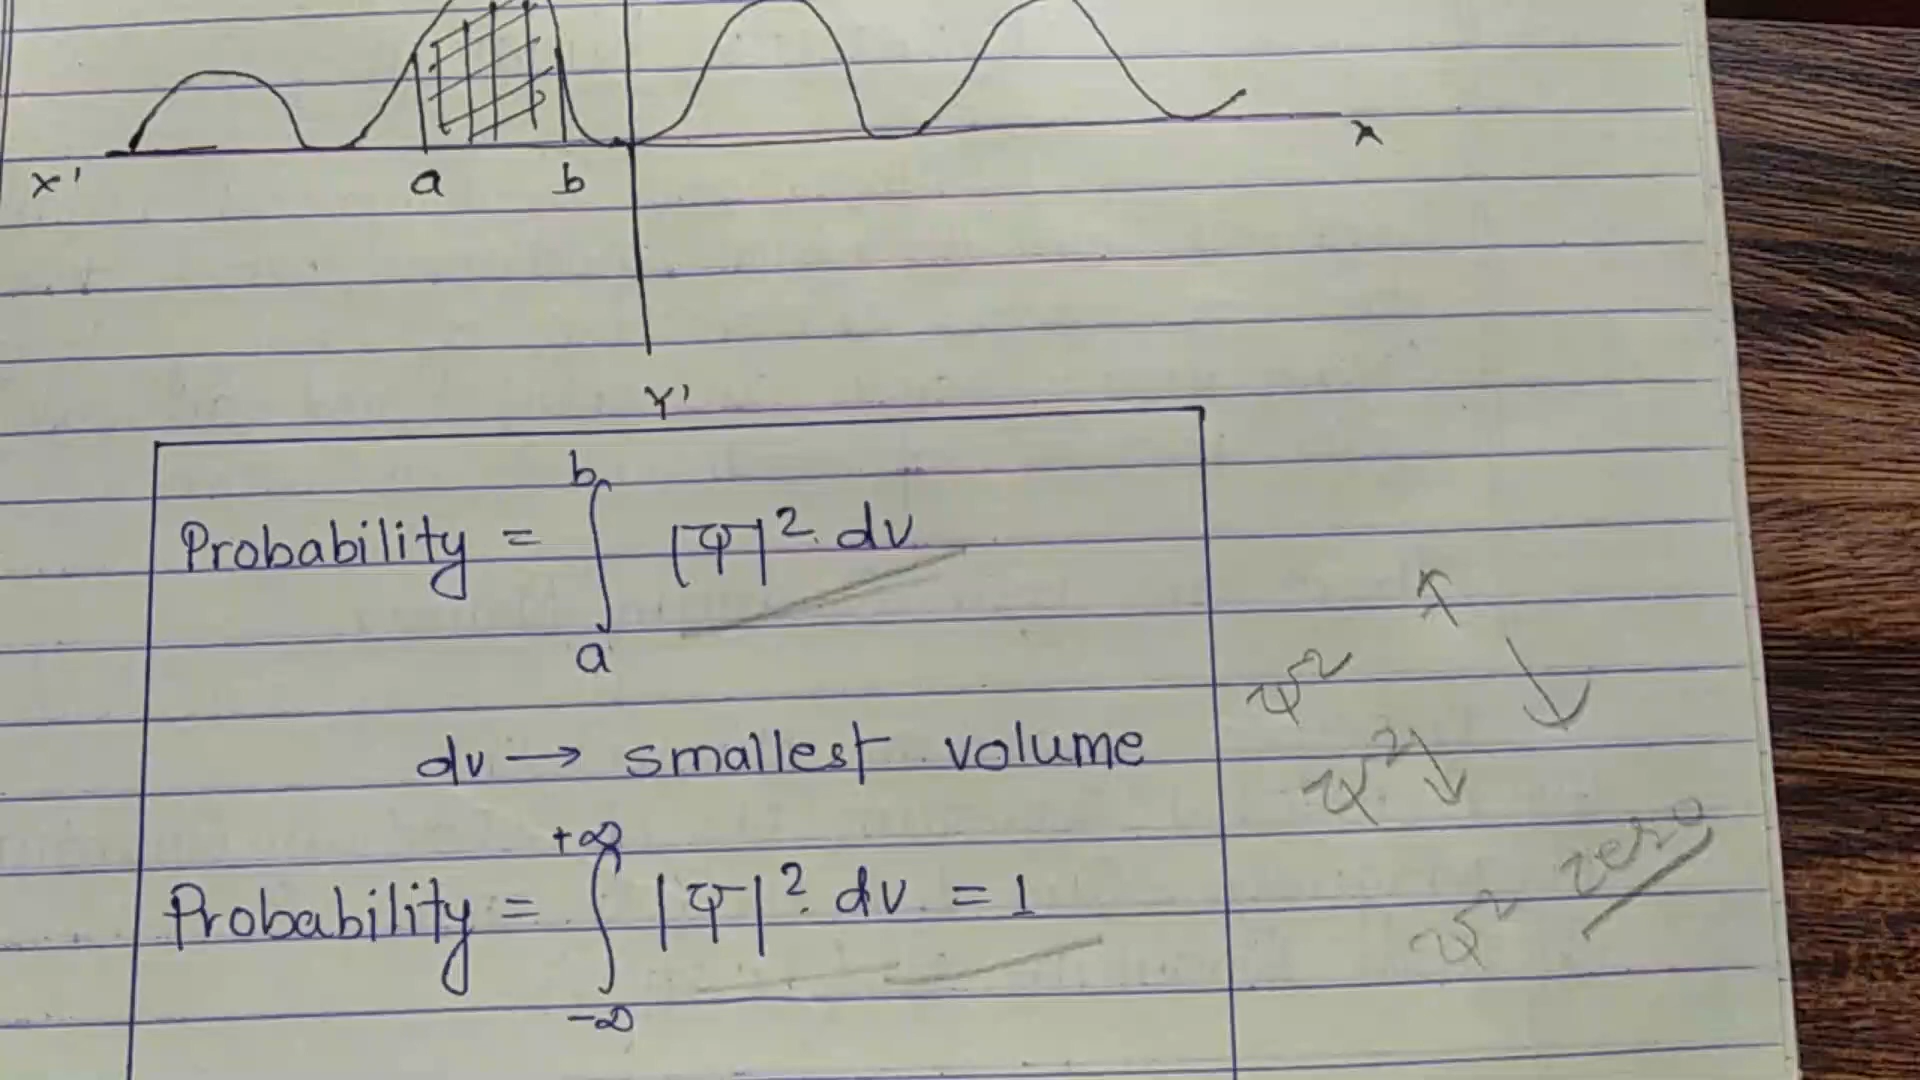 X' a b X
Y'
Probability = ∫ₐᵇ |Ψ|². dv
dv → smallest volume
Probability = ∫₋∞⁺∞ |Ψ|². dv = 1
Ψ²
Ψ² ↓
Ψ² zero